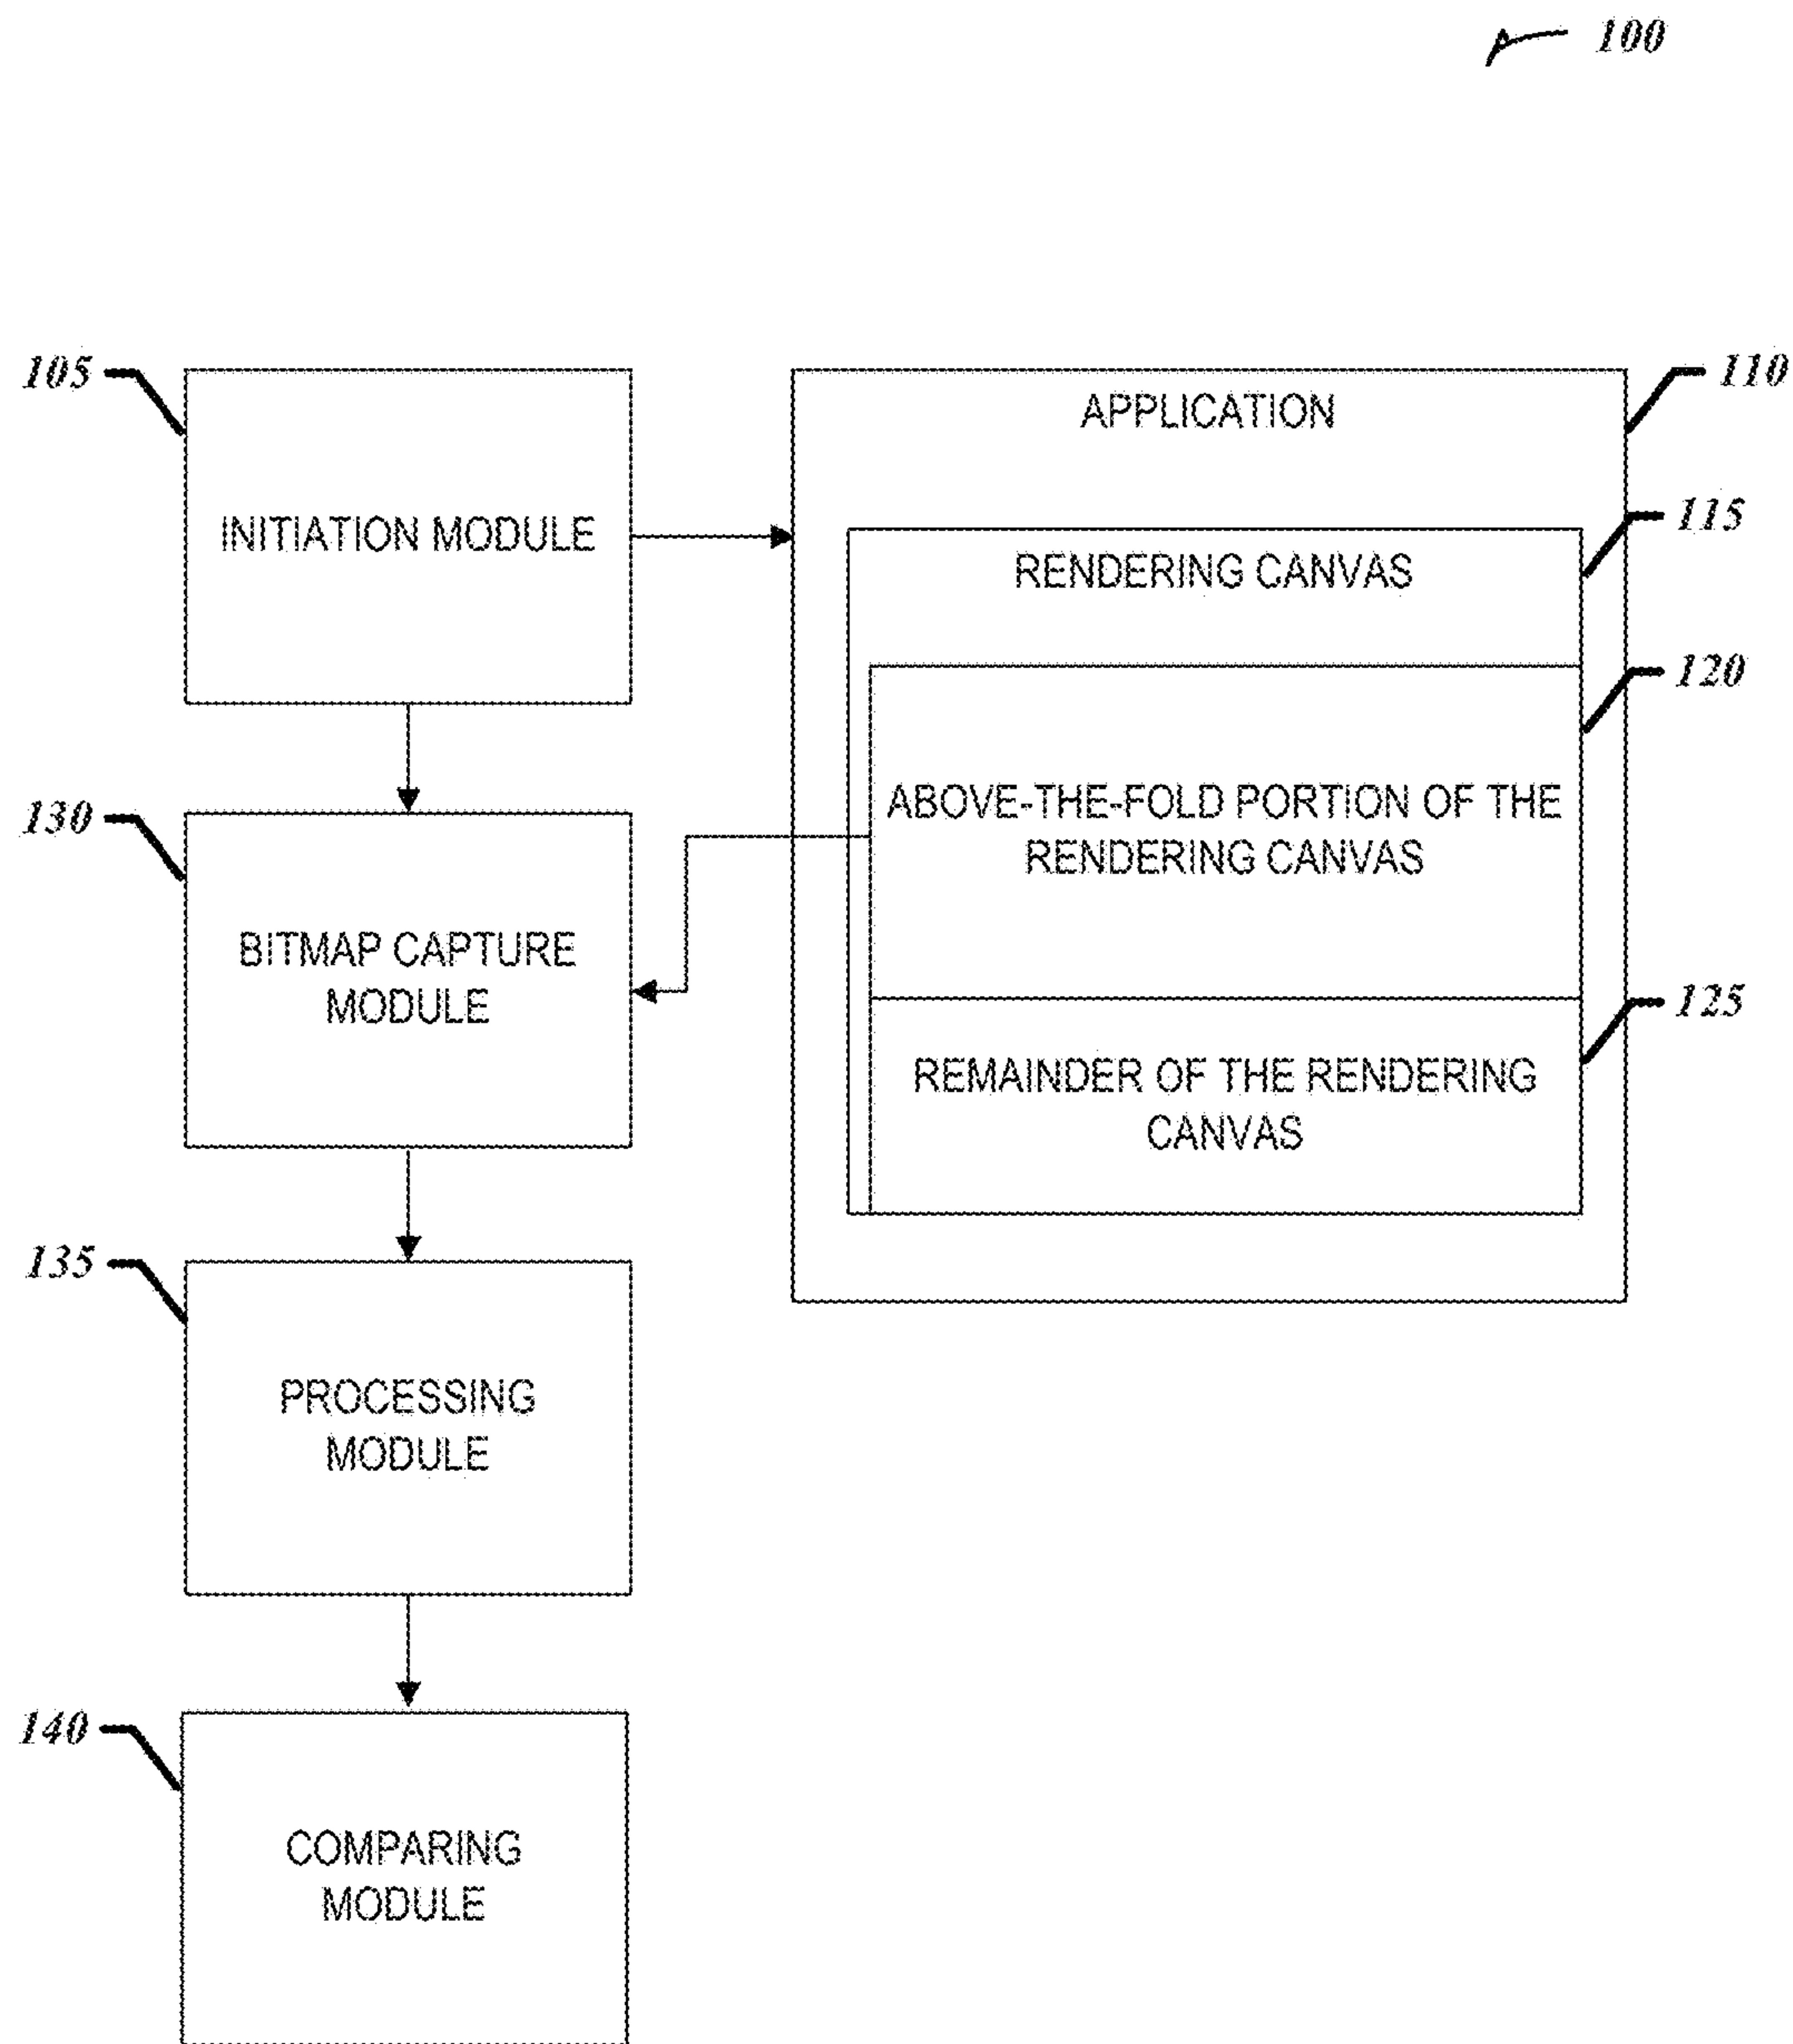 100
105
INITIATION MODULE
110
APPLICATION
115
RENDERING CANVAS
120
ABOVE-THE-FOLD PORTION OF THE
RENDERING CANVAS
125
REMAINDER OF THE RENDERING
CANVAS
130
BITMAP CAPTURE
MODULE
135
PROCESSING
MODULE
140
COMPARING
MODULE